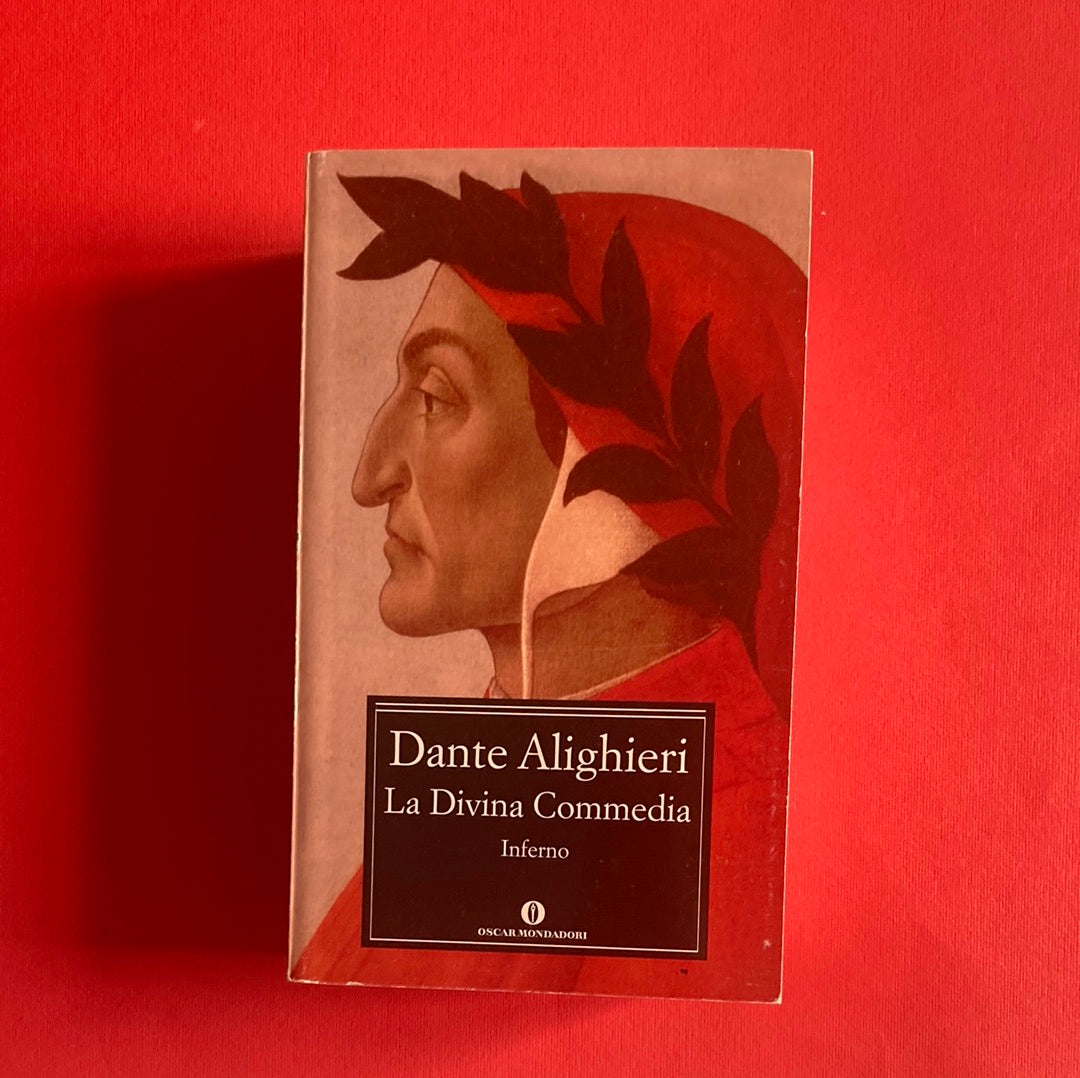 Dante Alighieri
La Divina Commedia
Inferno
OSCAR MONDADORI